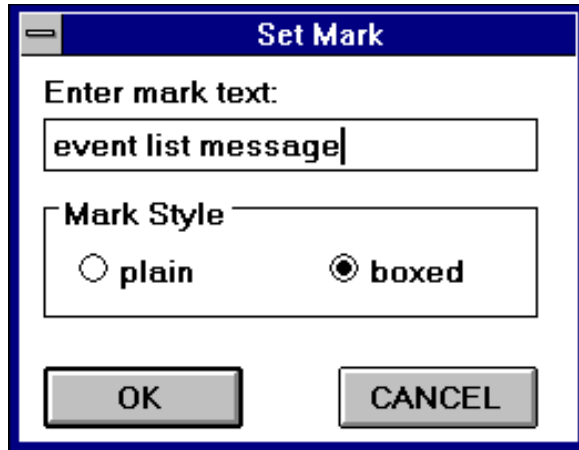 Set Mark
Enter mark text:
event list message
Mark Style
plain boxed
OK CANCEL